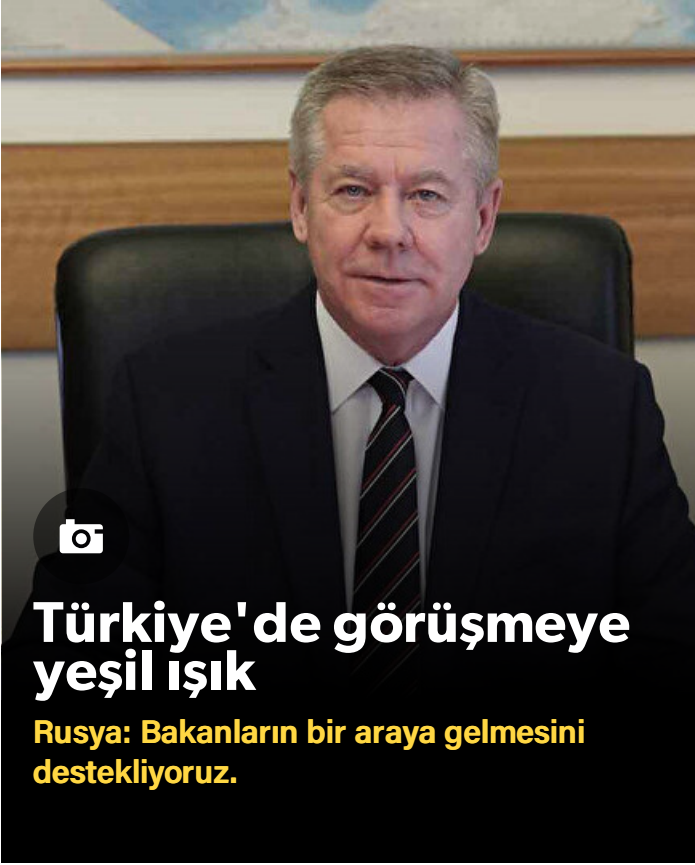 Türkiye'de görüşmeye
yeşil ışık
Rusya: Bakanların bir araya gelmesini
destekliyoruz.